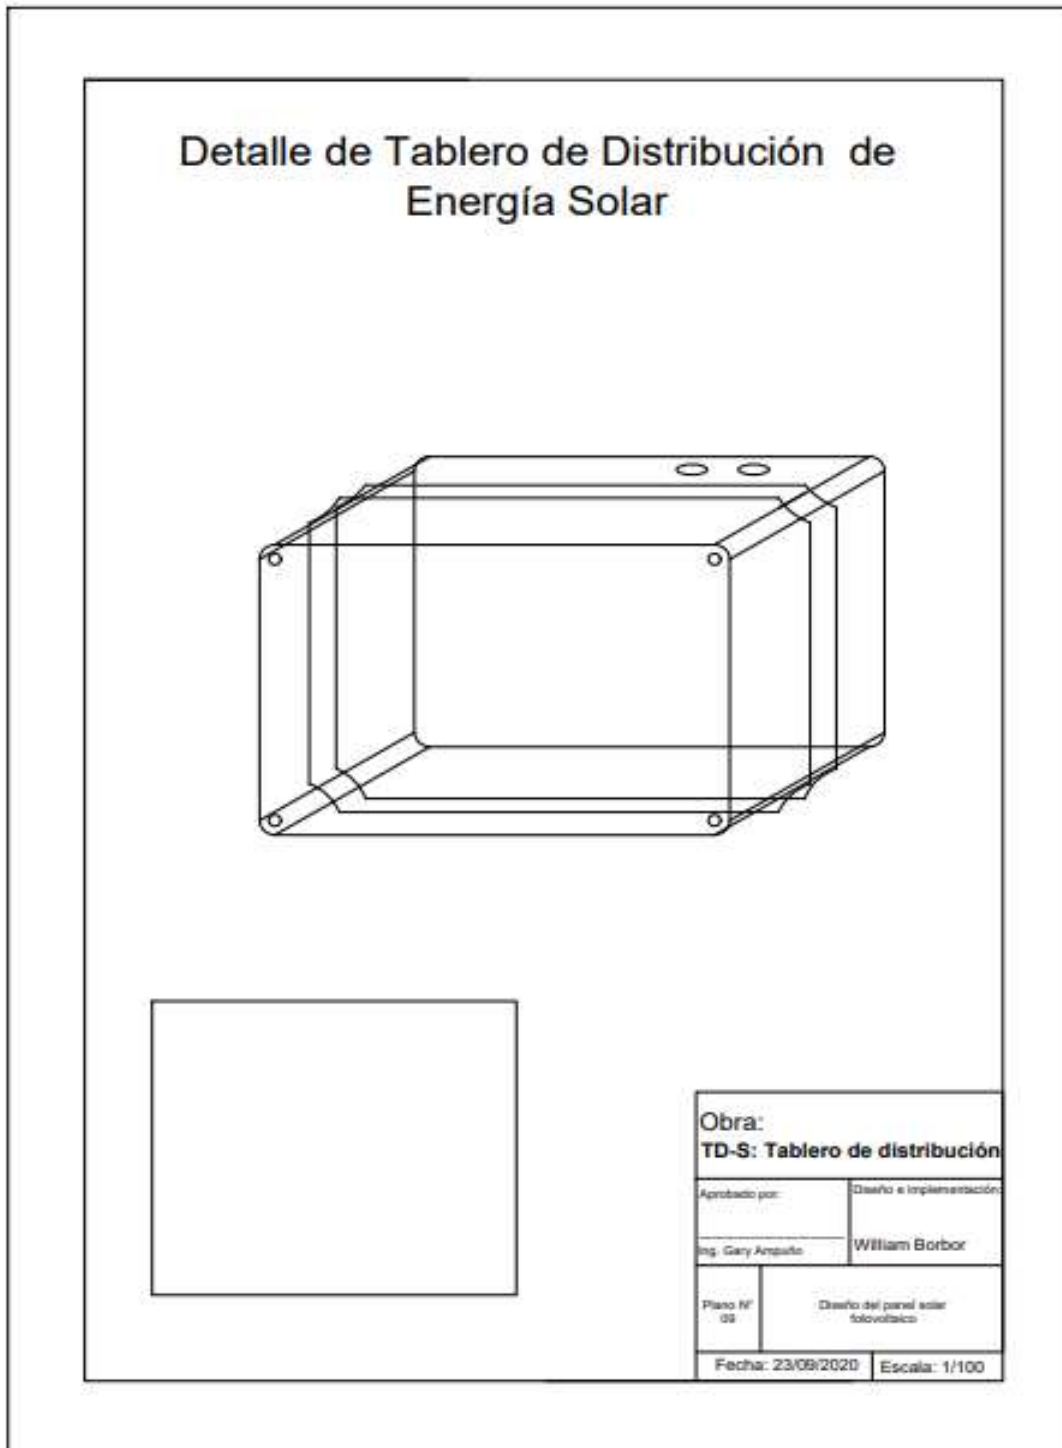 Detalle de Tablero de Distribución de
Energía Solar
Obra:
TD-S: Tablero de distribución
Aprobado por:
Diseño e implementación:
Ing. Gary Ampuño
William Borbor
Plano N°
09
Diseño del panel solar
fotovoltaico
Fecha: 23/09/2020
Escala: 1/100